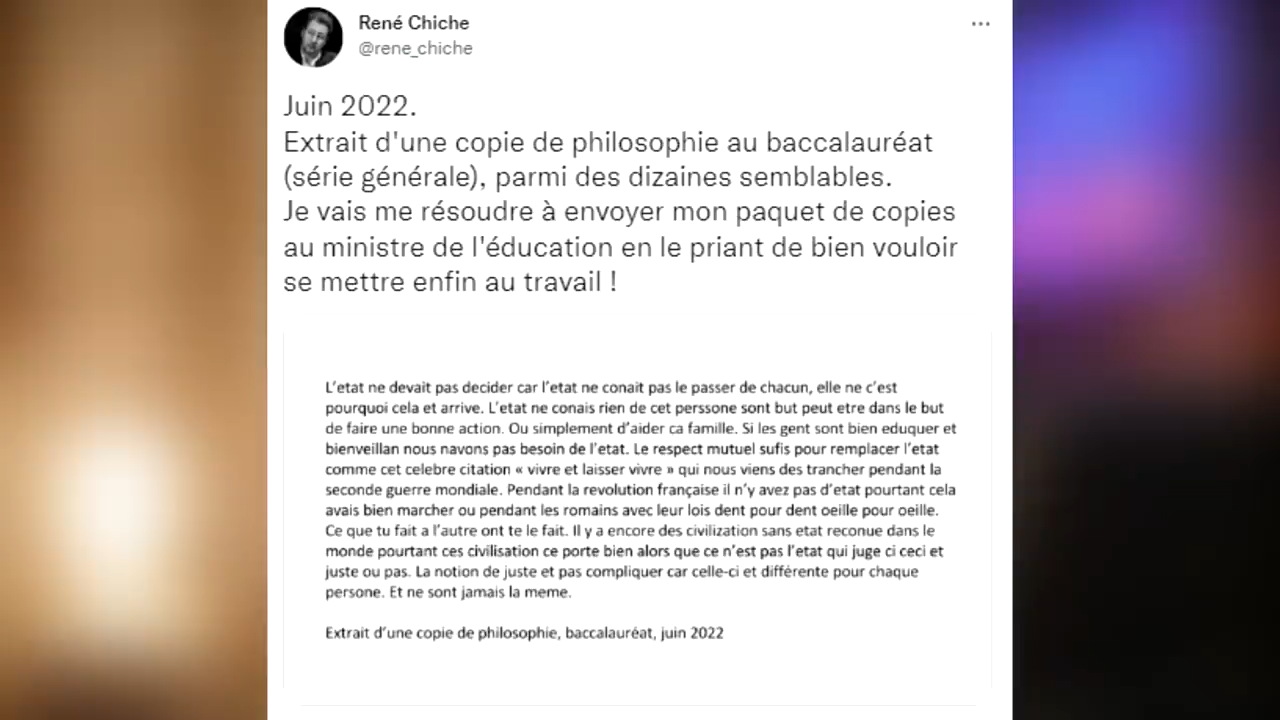 René Chiche
@rene_chiche
Juin 2022.
Extrait d'une copie de philosophie au baccalauréat
(série générale), parmi des dizaines semblables.
Je vais me résoudre à envoyer mon paquet de copies
au ministre de l'éducation en le priant de bien vouloir
se mettre enfin au travail !
L'etat ne devait pas decider car l'etat ne conait pas le passer de chacun, elle ne c'est
pourquoi cela et arrive. L'etat ne conais rien de cet perssone sont but peut etre dans le but
de faire une bonne action. Ou simplement d'aider ca famille. Si les gent sont bien eduquer et
bienveillan nous navons pas besoin de l'etat. Le respect mutuel sufis pour remplacer l'etat
comme cet celebre citation « vivre et laisser vivre » qui nous viens des trancher pendant la
seconde guerre mondiale. Pendant la revolution française il n'y avez pas d'etat pourtant cela
avais bien marcher ou pendant les romains avec leur lois dent pour dent oeille pour oeille.
Ce que tu fait a l'autre ont te le fait. Il y a encore des civilization sans etat reconue dans le
monde pourtant ces civilisation ce porte bien alors que ce n'est pas l'etat qui juge ci ceci et
juste ou pas. La notion de juste et pas compliquer car celle-ci et différente pour chaque
persone. Et ne sont jamais la meme.
Extrait d'une copie de philosophie, baccalauréat, juin 2022